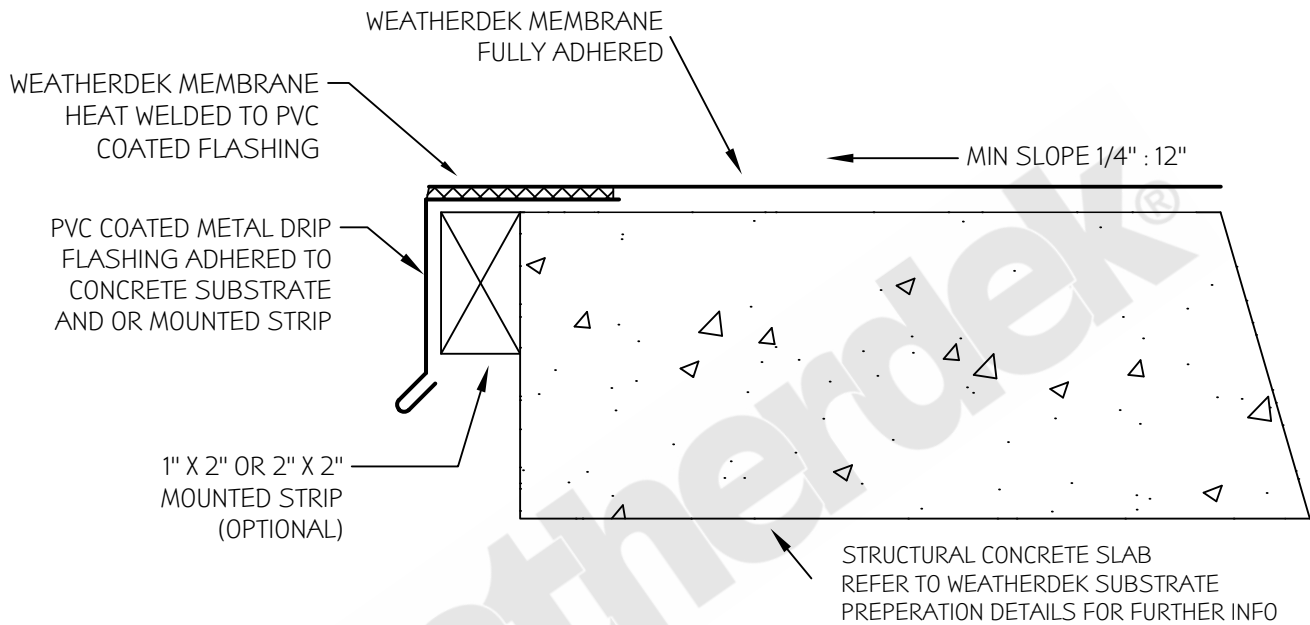 WEATHERDEK MEMBRANE
FULLY ADHERED
WEATHERDEK MEMBRANE
HEAT WELDED TO PVC
COATED FLASHING
MIN SLOPE 1/4" : 12"
PVC COATED METAL DRIP
FLASHING ADHERED TO
CONCRETE SUBSTRATE
AND OR MOUNTED STRIP
1" X 2" OR 2" X 2"
MOUNTED STRIP
(OPTIONAL)
STRUCTURAL CONCRETE SLAB
REFER TO WEATHERDEK SUBSTRATE
PREPERATION DETAILS FOR FURTHER INFO
atherdek®